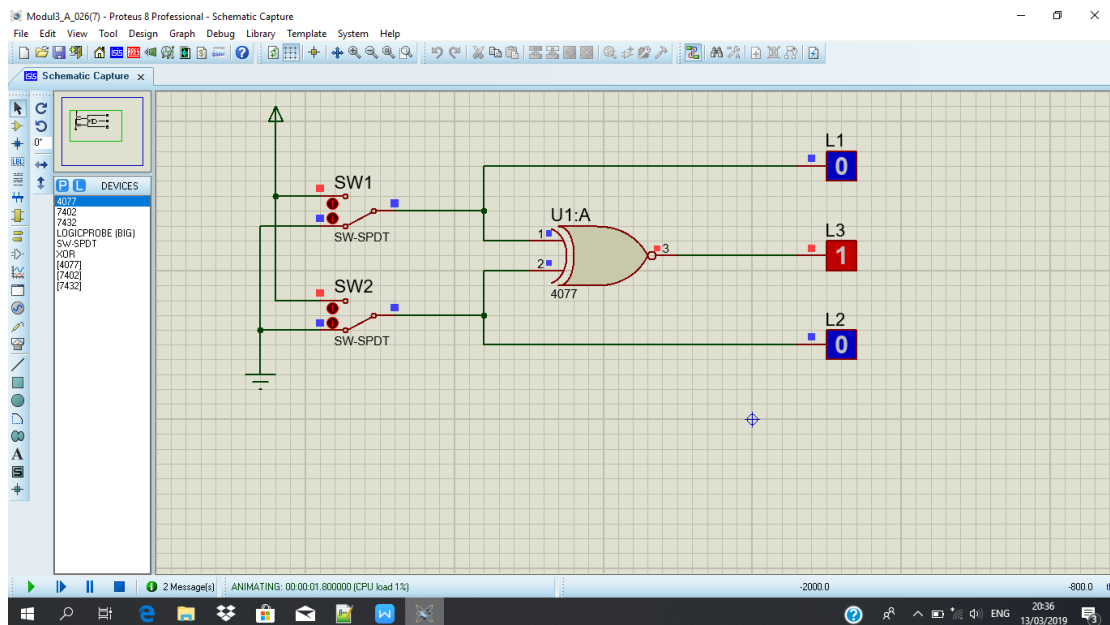 Modul3_A_026(7) - Proteus 8 Professional - Schematic Capture
File Edit View Tool Design Graph Debug Library Template System Help
Schematic Capture x
0°
P L DEVICES
4077
7402
7432
LOGICPROBE (BIG)
SW-SPDT
XOR
[4077]
[7402]
[7432]
SW1
SW-SPDT
SW2
SW-SPDT
U1:A
1
2
3
4077
L1
0
L3
1
L2
0
2 Message(s) ANIMATING: 00:00:01.800000 (CPU load 1%) -2000.0 -800.0
ENG 20:36
13/03/2019
3